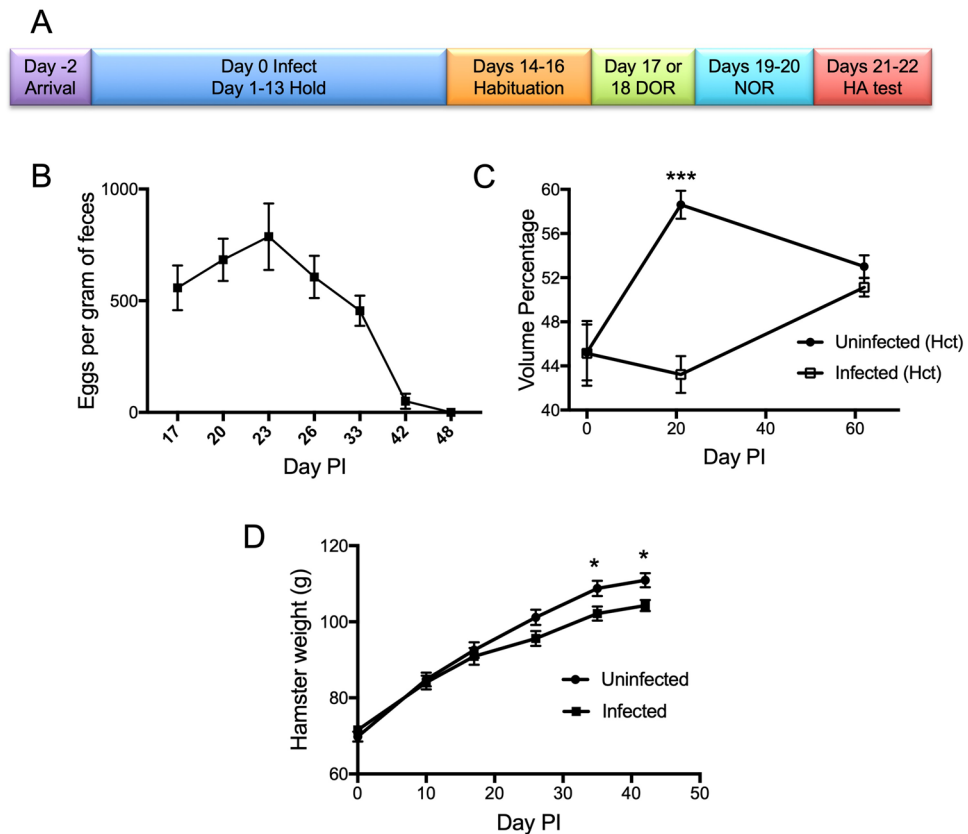 A
Day -2
Arrival
Day 0 Infect
Day 1-13 Hold
Days 14-16
Habituation
Day 17 or
18 DOR
Days 19-20
NOR
Days 21-22
HA test
B
Eggs per gram of feces
1000
500
0
17 20 23 26 33 42 48
Day PI
C
Volume Percentage
60
56
52
48
44
40
***
Uninfected (Hct)
Infected (Hct)
0 20 40 60
Day PI
D
Hamster weight (g)
120
100
80
60
* *
Uninfected
Infected
0 10 20 30 40 50
Day PI